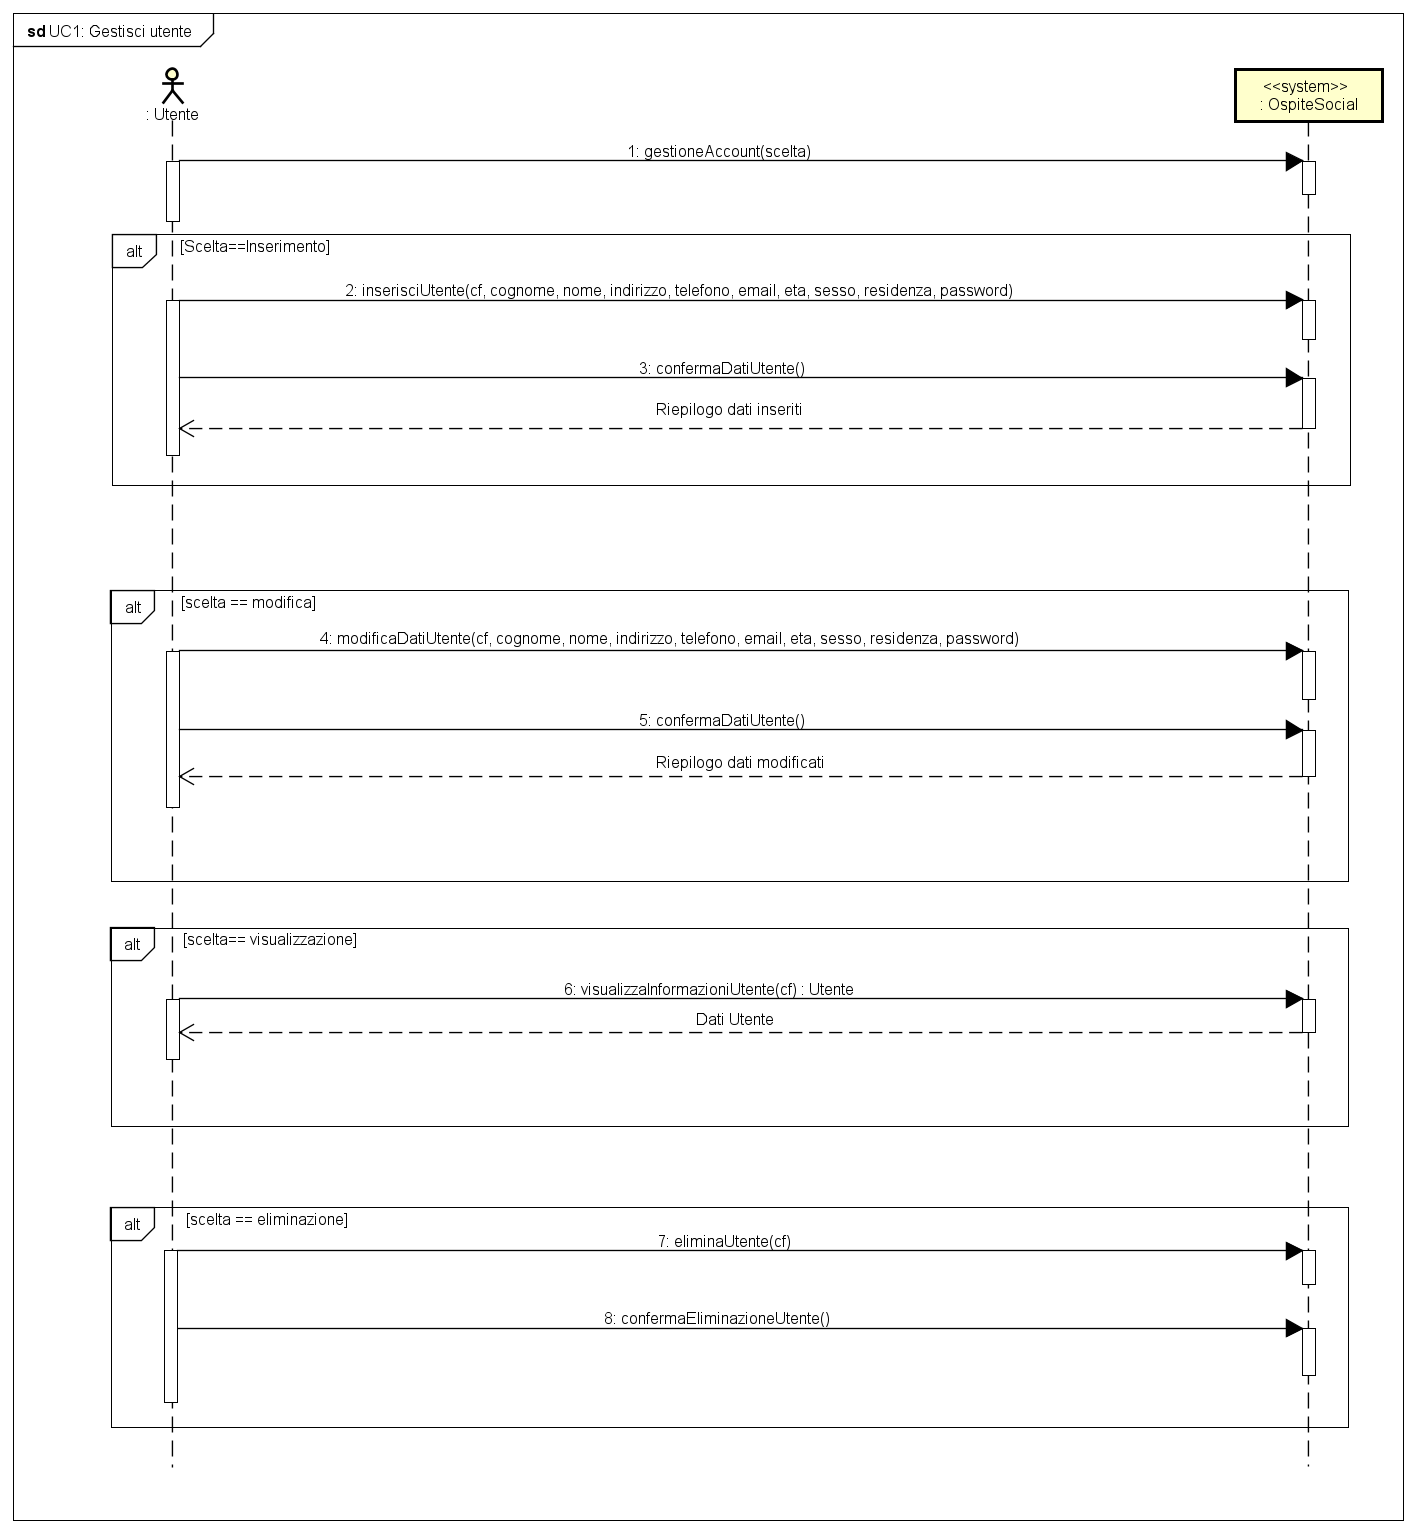 sd UC1: Gestisci utente
: Utente
<<system>>
: OspiteSocial
1: gestioneAccount(scelta)
alt
[Scelta==Inserimento]
2: inserisciUtente(cf, cognome, nome, indirizzo, telefono, email, eta, sesso, residenza, password)
3: confermaDatiUtente()
Riepilogo dati inseriti
alt
[scelta == modifica]
4: modificaDatiUtente(cf, cognome, nome, indirizzo, telefono, email, eta, sesso, residenza, password)
5: confermaDatiUtente()
Riepilogo dati modificati
alt
[scelta== visualizzazione]
6: visualizzaInformazioniUtente(cf) : Utente
Dati Utente
alt
[scelta == eliminazione]
7: eliminaUtente(cf)
8: confermaEliminazioneUtente()